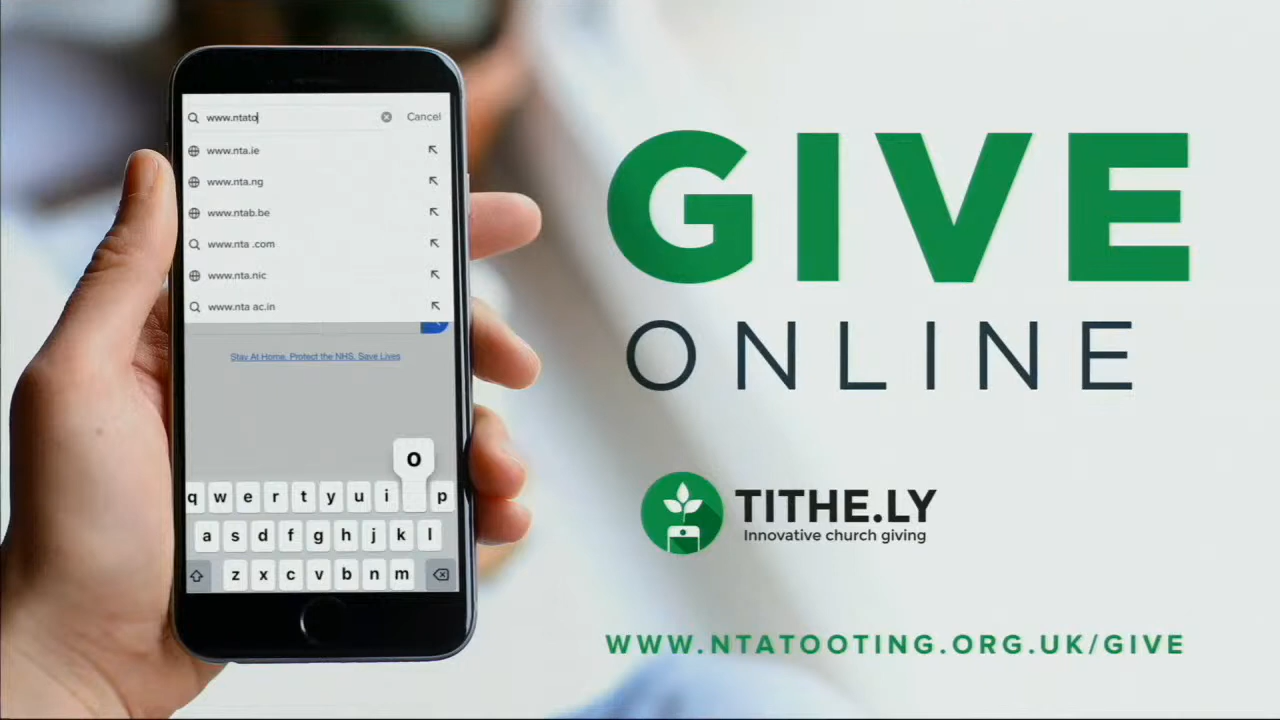 www.ntato
Cancel
www.nta.ie
www.nta.ng
www.ntab.be
www.nta .com
www.nta.nic
www.nta ac.in
Stay At Home. Protect the NHS. Save Lives
o
q w e r t y u i p
a s d f g h j k l
z x c v b n m
GIVE
ONLINE
TITHE.LY
Innovative church giving
WWW.NTATOOTING.ORG.UK/GIVE